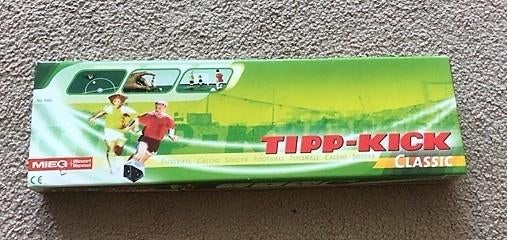 TIPP-KICK
FUSSBALL CALCIO SOCCER FOOTBALL FUSSBALL CALCIO SOCCER
CLASSIC
MIEG
CE